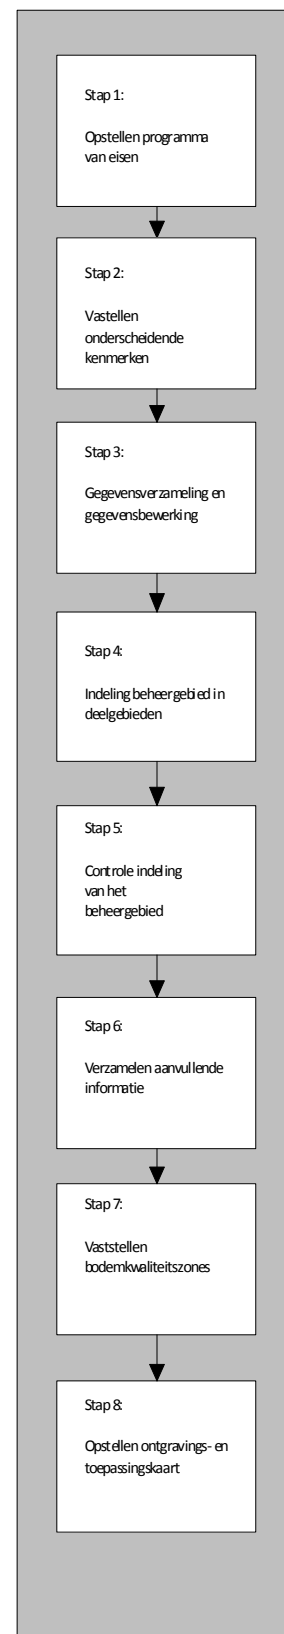 Stap 1:
Opstellen programma
van eisen
Stap 2:
Vastellen
onderscheidende
kenmerken
Stap 3:
Gegevensverzameling en
gegevensbewerking
Stap 4:
Indeling beheergebied in
deelgebieden
Stap 5:
Controle indeling
van het
beheergebied
Stap 6:
Verzamelen aanvullende
informatie
Stap 7:
Vaststellen
bodemkwaliteitszones
Stap 8:
Opstellen ontgravings- en
toepassingskaart